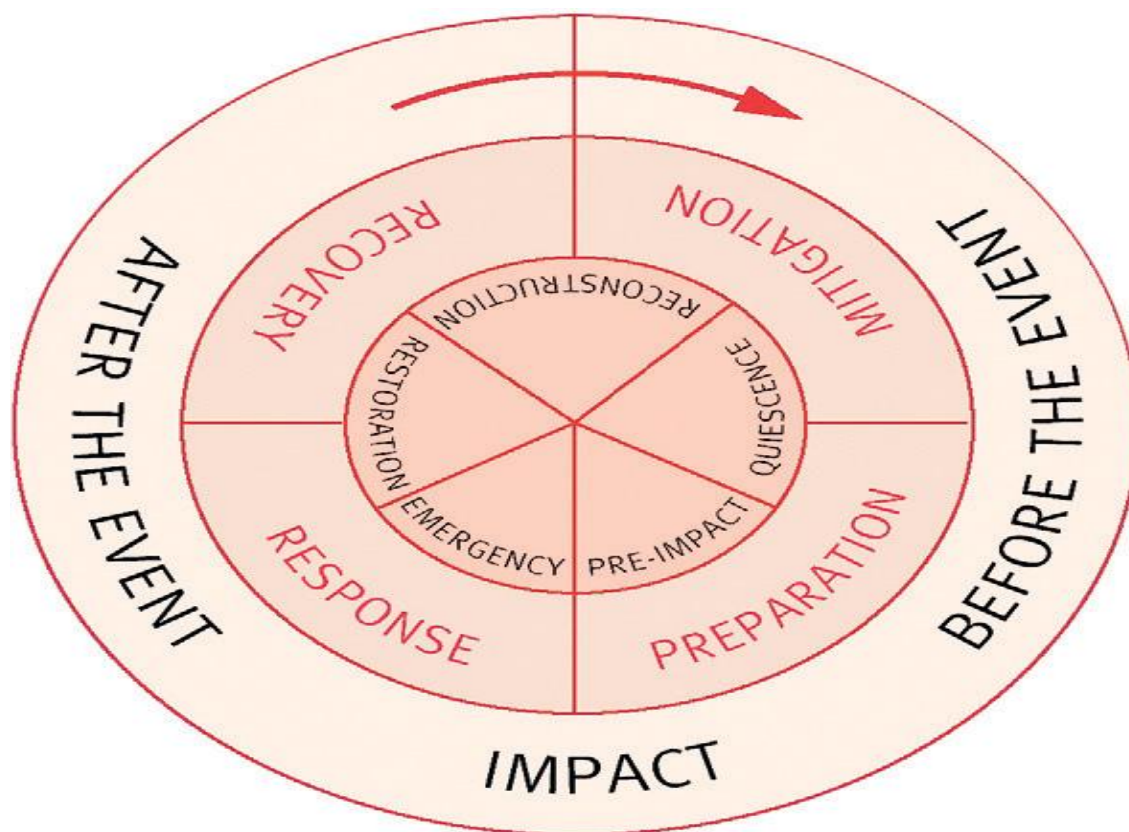 AFTER THE EVENT
BEFORE THE EVENT
IMPACT
RECOVERY
MITIGATION
RESPONSE
PREPARATION
RECONSTRUCTION
QUIESCENCE
PRE-IMPACT
EMERGENCY
RESTORATION